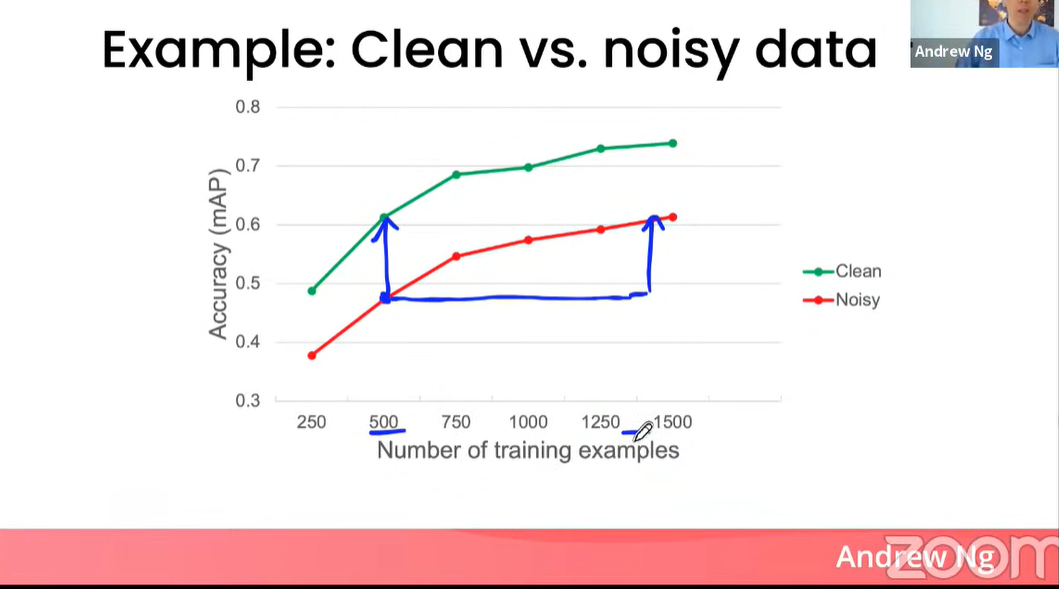 Example: Clean vs. noisy data
Andrew Ng
0.8
0.7
0.6
0.5
0.4
0.3
Accuracy (mAP)
250 500 750 1000 1250 1500
Number of training examples
Clean
Noisy
Andrew Ng
zoom